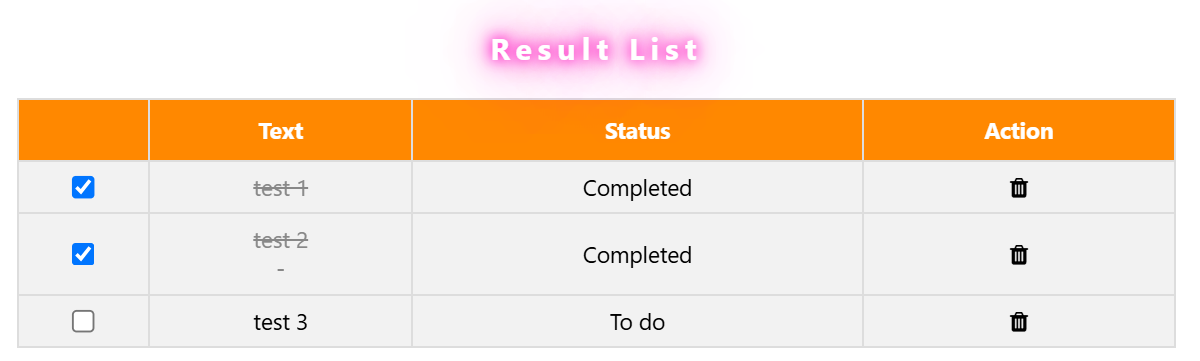 Result List
Text Status Action
test 1 Completed
test 2 Completed
-
test 3 To do